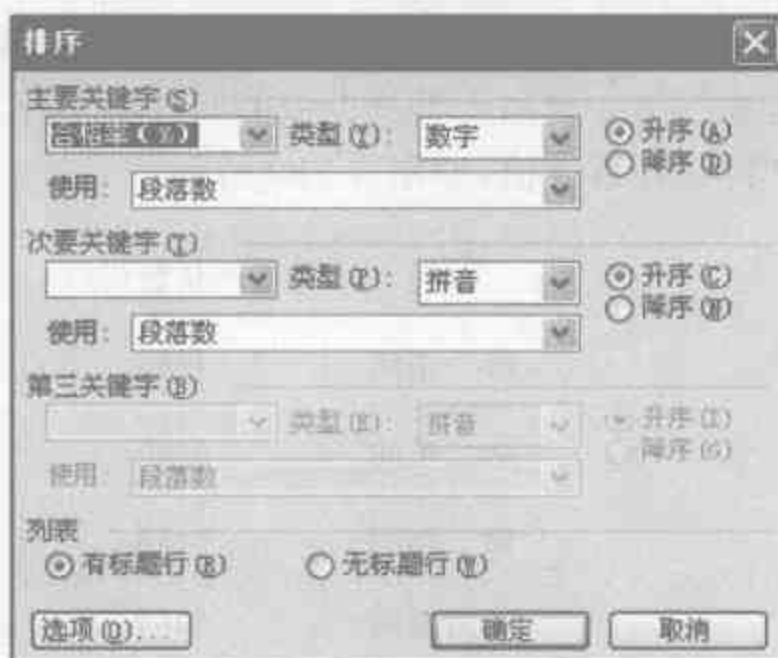 排序
主要关键字(S)
类型(Y): 数字 升序(A)
降序(D)
使用: 段落数
次要关键字(T)
类型(P): 拼音 升序(C)
降序(N)
使用: 段落数
第三关键字(B)
类型(K): 拼音 升序(I)
降序(G)
使用: 段落数
列表
有标题行(R) 无标题行(W)
选项(O)... 确定 取消